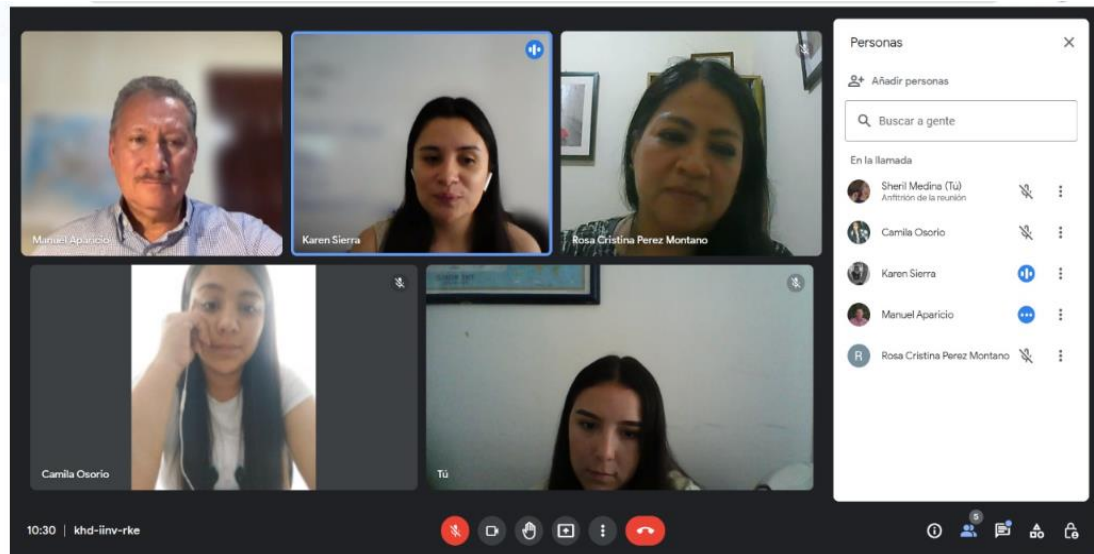 Manuel Aparicio
Karen Sierra
Rosa Cristina Perez Montano
Camila Osorio
Tú
10:30 | khd-iinv-rke
5
Personas
Añadir personas
Buscar a gente
En la llamada
Sheril Medina (Tú)
Anfitrión de la reunión
Camila Osorio
Karen Sierra
Manuel Aparicio
R
Rosa Cristina Perez Montano